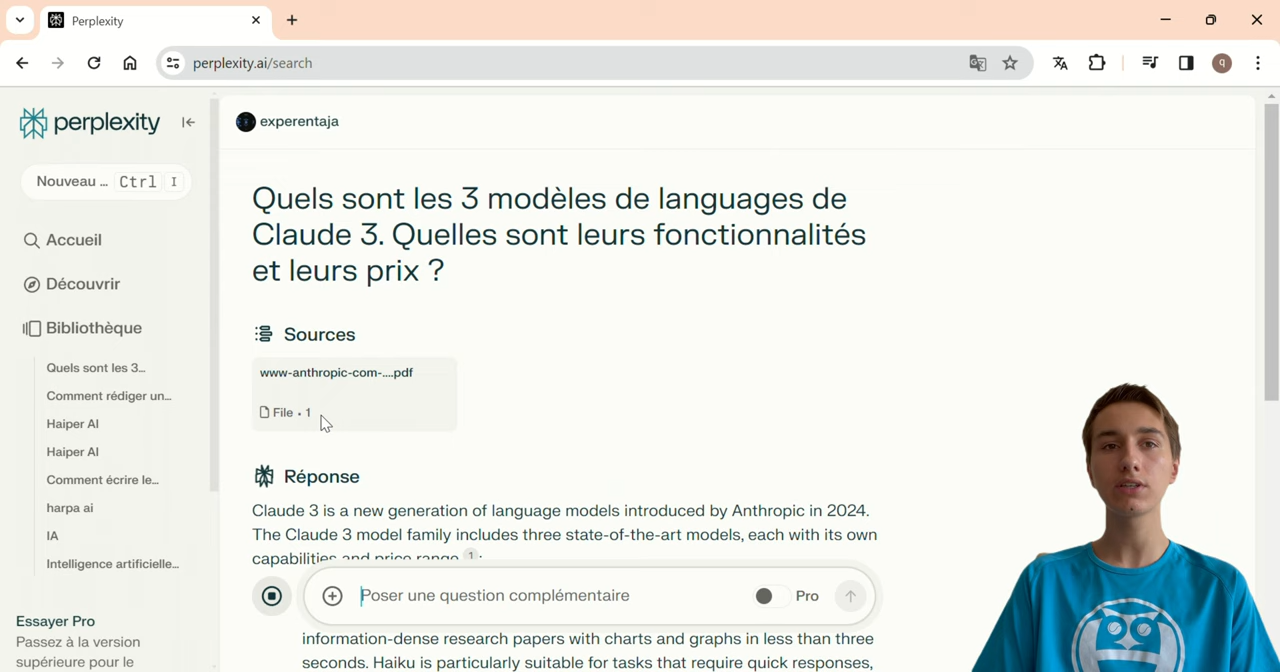 Perplexity
perplexity.ai/search
q
perplexity
Nouveau ... Ctrl I
Accueil
Découvrir
Bibliothèque
Quels sont les 3...
Comment rédiger un...
Haiper AI
Haiper AI
Comment écrire le...
harpa ai
IA
Intelligence artificielle...
Essayer Pro
Passez à la version
supérieure pour le
experentaja
Quels sont les 3 modèles de languages de
Claude 3. Quelles sont leurs fonctionnalités
et leurs prix ?
Sources
www-anthropic-com-....pdf
File • 1
Réponse
Claude 3 is a new generation of language models introduced by Anthropic in 2024.
The Claude 3 model family includes three state-of-the-art models, each with its own
capabilities and price range 1:
Poser une question complémentaire
Pro
information-dense research papers with charts and graphs in less than three
seconds. Haiku is particularly suitable for tasks that require quick responses,